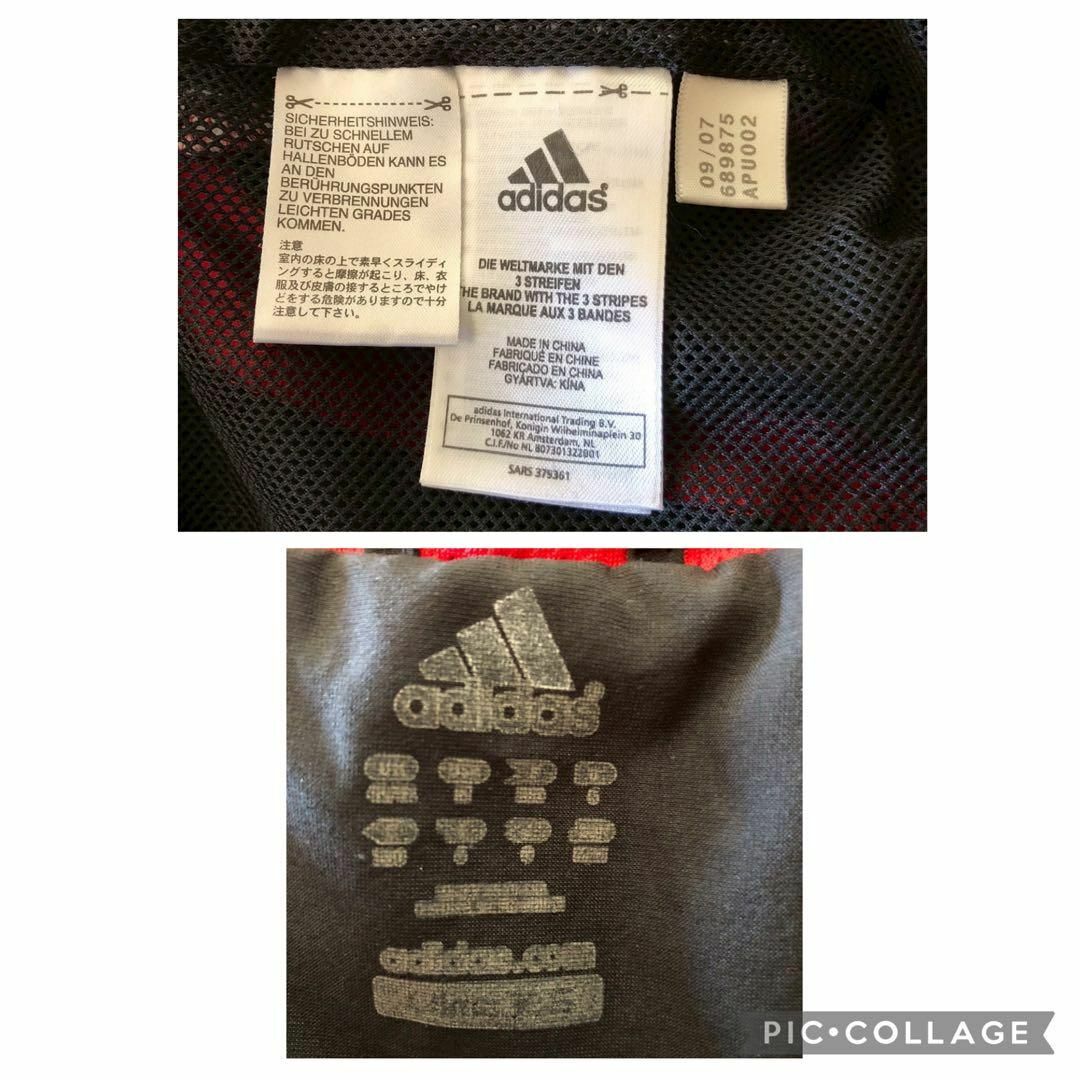 SICHERHEITSHINWEIS:
BEI ZU SCHNELLEM
RUTSCHEN AUF
HALLENBÖDEN KANN ES
AN DEN
BERÜHRUNGSPUNKTEN
ZU VERBRENNUNGEN
LEICHTEN GRADES
KOMMEN.
注意
室内の床の上で素早くスライディ
ングすると摩擦が起こり、床、衣
服及び皮膚の接するところでやけ
どをする危険がありますので十分
注意して下さい。
adidas®
DIE WELTMARKE MIT DEN
3 STREIFEN
THE BRAND WITH THE 3 STRIPES
LA MARQUE AUX 3 BANDES
MADE IN CHINA
FABRIQUÉ EN CHINE
FABRICADO EN CHINA
GYÁRTVA: KÍNA
adidas International Trading B.V.
De Prinsenhof, Konigin Wilhelminaplein 30
1062 KR Amsterdam, NL
C.I.F./No NL 807301322B01
SARS 375361
09/07
689875
APU002
adidas®
UK
adidas.com
PIC•COLLAGE